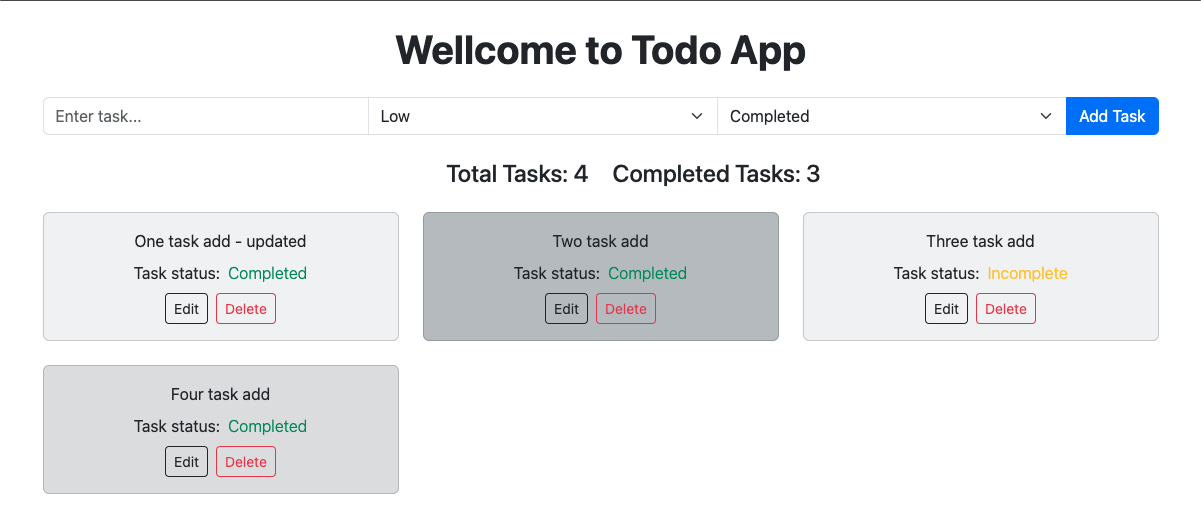 Wellcome to Todo App
Enter task... Low Completed Add Task
Total Tasks: 4 Completed Tasks: 3
One task add - updated
Task status: Completed
Edit Delete
Two task add
Task status: Completed
Edit Delete
Three task add
Task status: Incomplete
Edit Delete
Four task add
Task status: Completed
Edit Delete